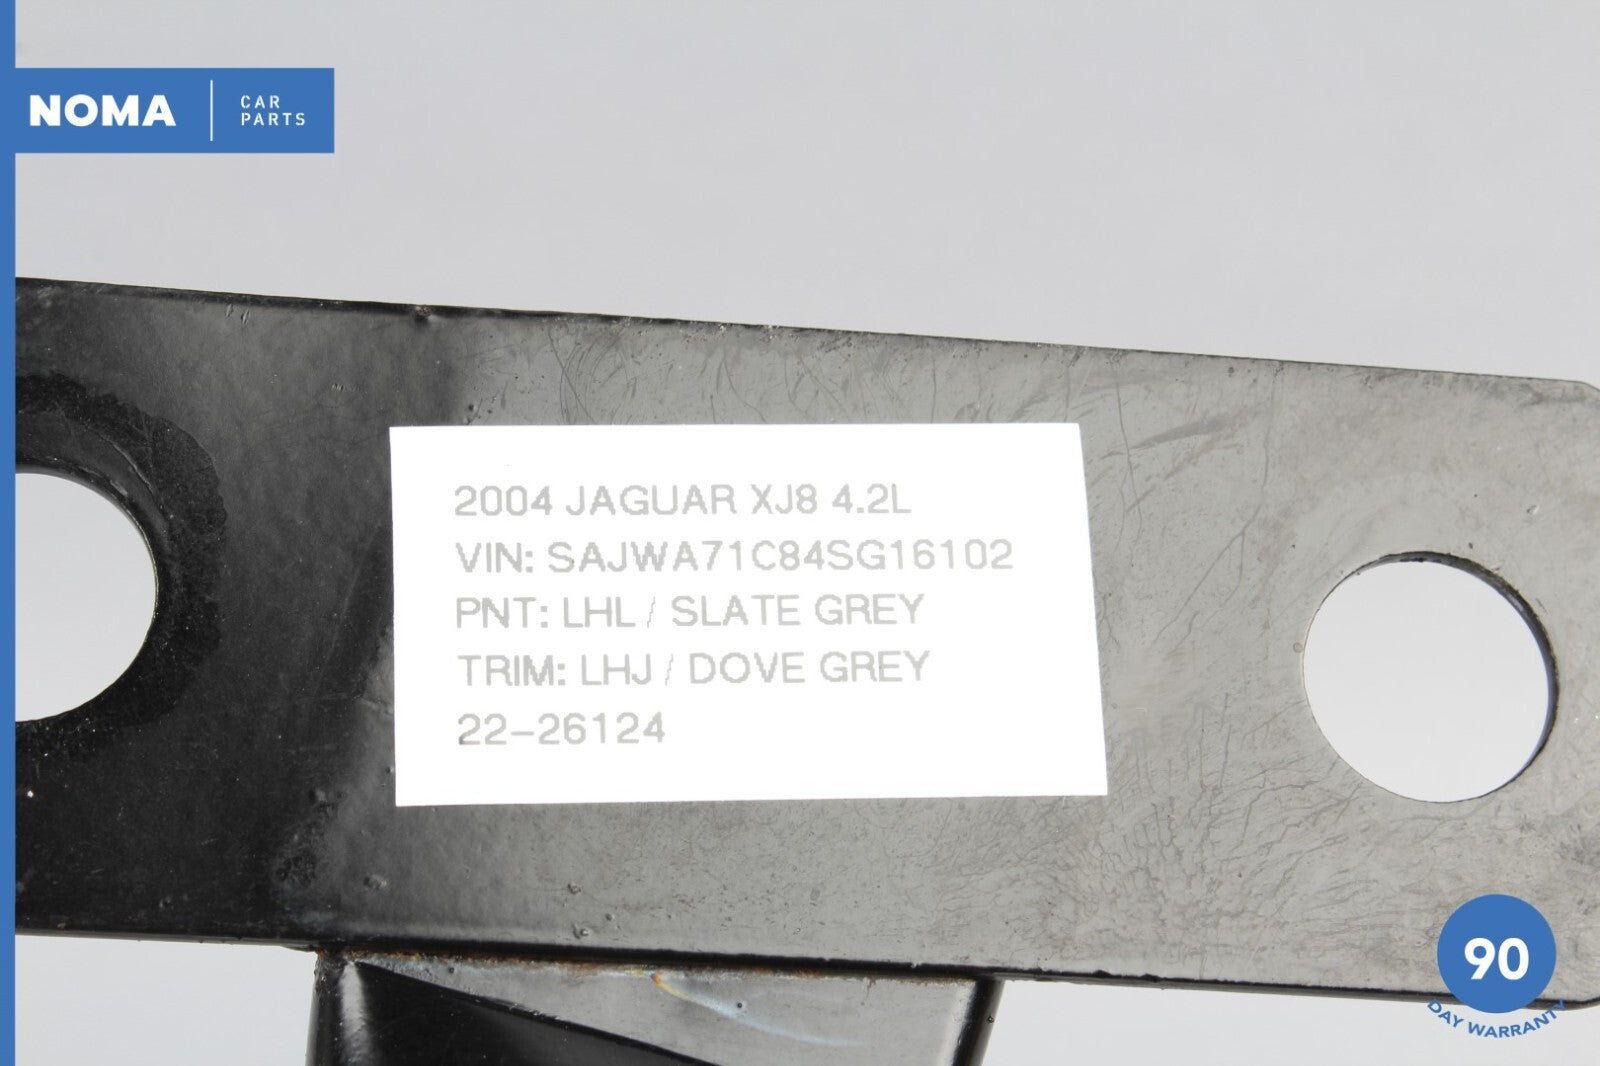 NOMA
CAR
PARTS
2004 JAGUAR XJ8 4.2L
VIN: SAJWA71C84SG16102
PNT: LHL / SLATE GREY
TRIM: LHJ / DOVE GREY
22-26124
90
DAY WARRANTY